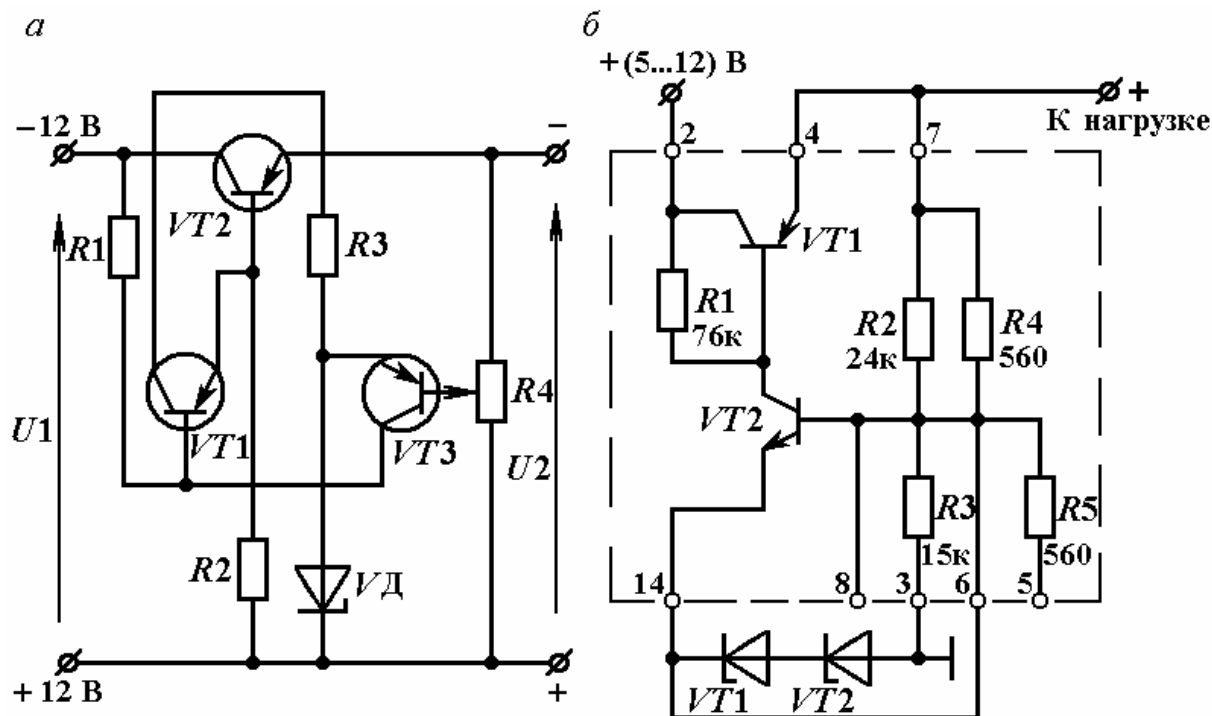 а
−12 В
−
R1
VT2
R3
U1
VT1
VT3
R4
U2
R2
VД
+ 12 В
+
б
+ (5...12) В
+
К нагрузке
2
4
7
VT1
R1
76к
R2
24к
R4
560
VT2
R3
15к
R5
560
14
8
3
6
5
VT1
VT2